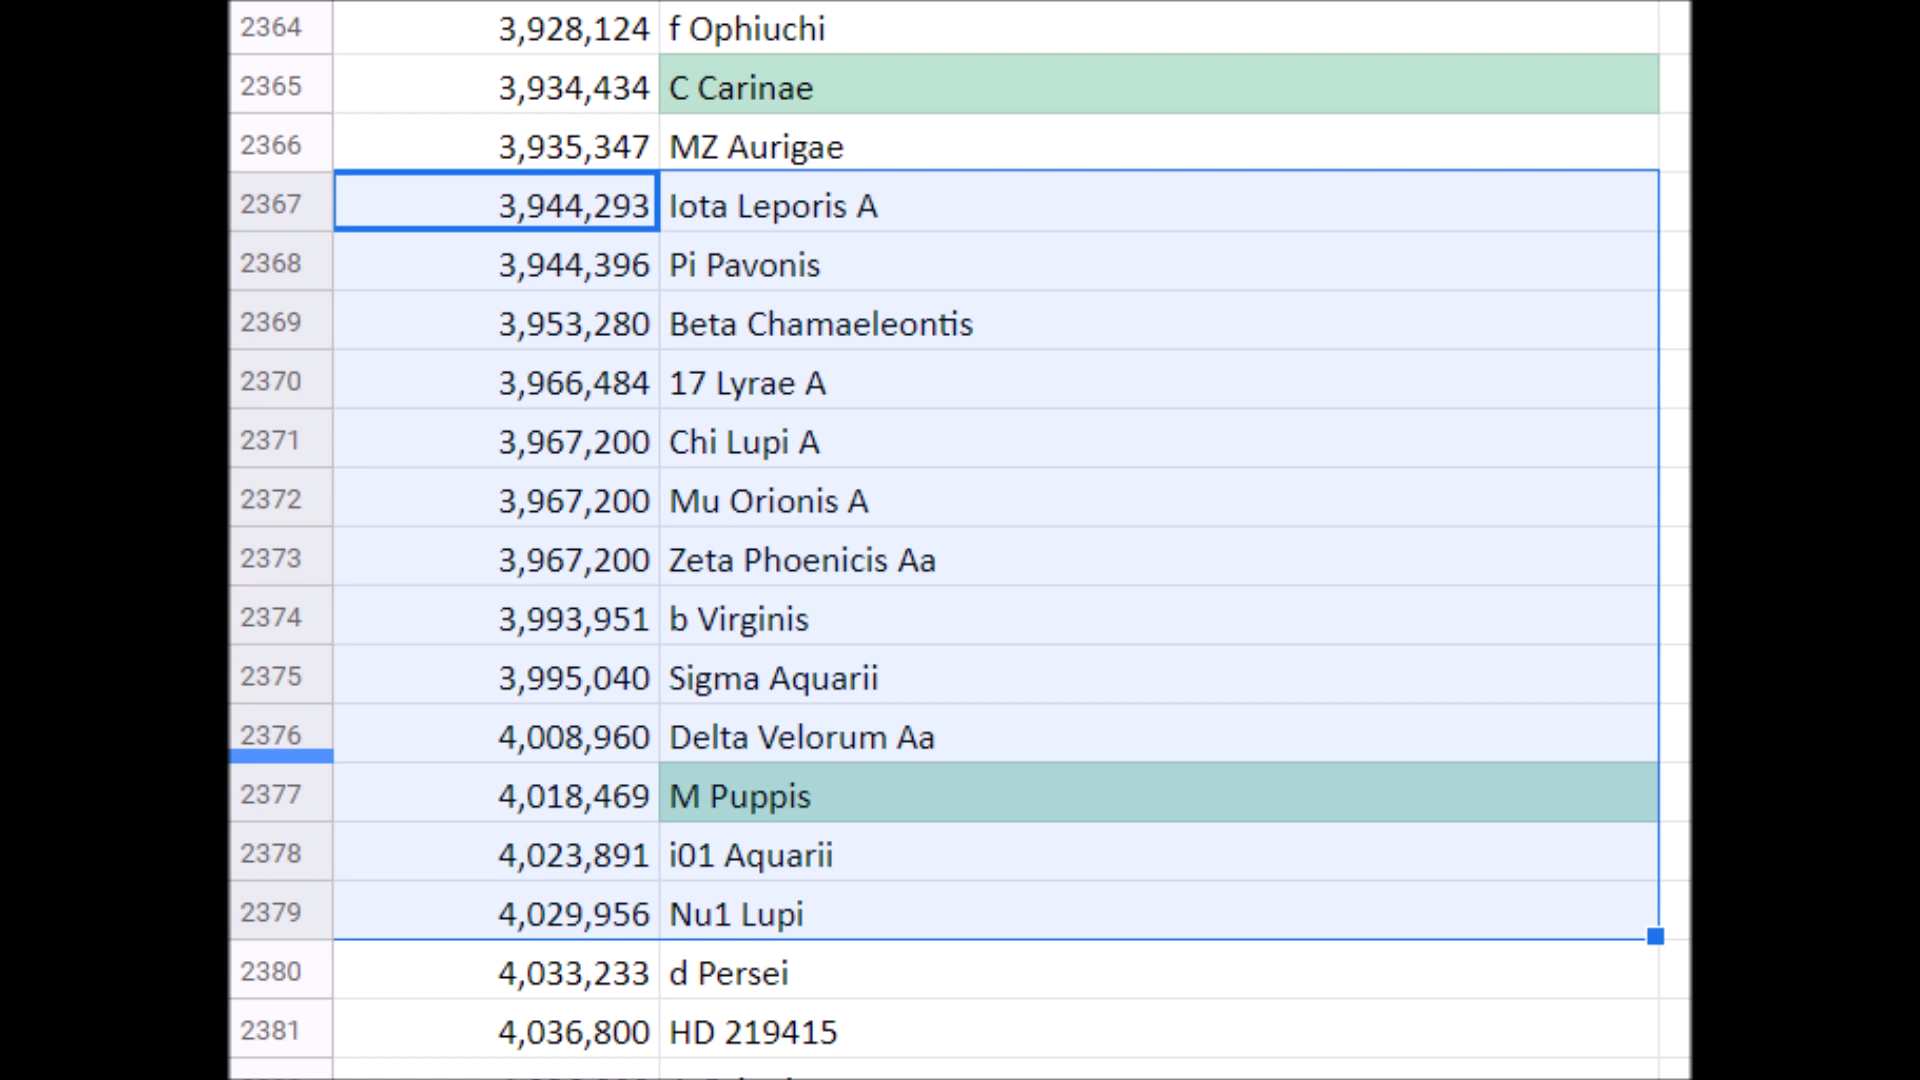 2364 3,928,124 f Ophiuchi
2365 3,934,434 C Carinae
2366 3,935,347 MZ Aurigae
2367 3,944,293 Iota Leporis A
2368 3,944,396 Pi Pavonis
2369 3,953,280 Beta Chamaeleontis
2370 3,966,484 17 Lyrae A
2371 3,967,200 Chi Lupi A
2372 3,967,200 Mu Orionis A
2373 3,967,200 Zeta Phoenicis Aa
2374 3,993,951 b Virginis
2375 3,995,040 Sigma Aquarii
2376 4,008,960 Delta Velorum Aa
2377 4,018,469 M Puppis
2378 4,023,891 i01 Aquarii
2379 4,029,956 Nu1 Lupi
2380 4,033,233 d Persei
2381 4,036,800 HD 219415